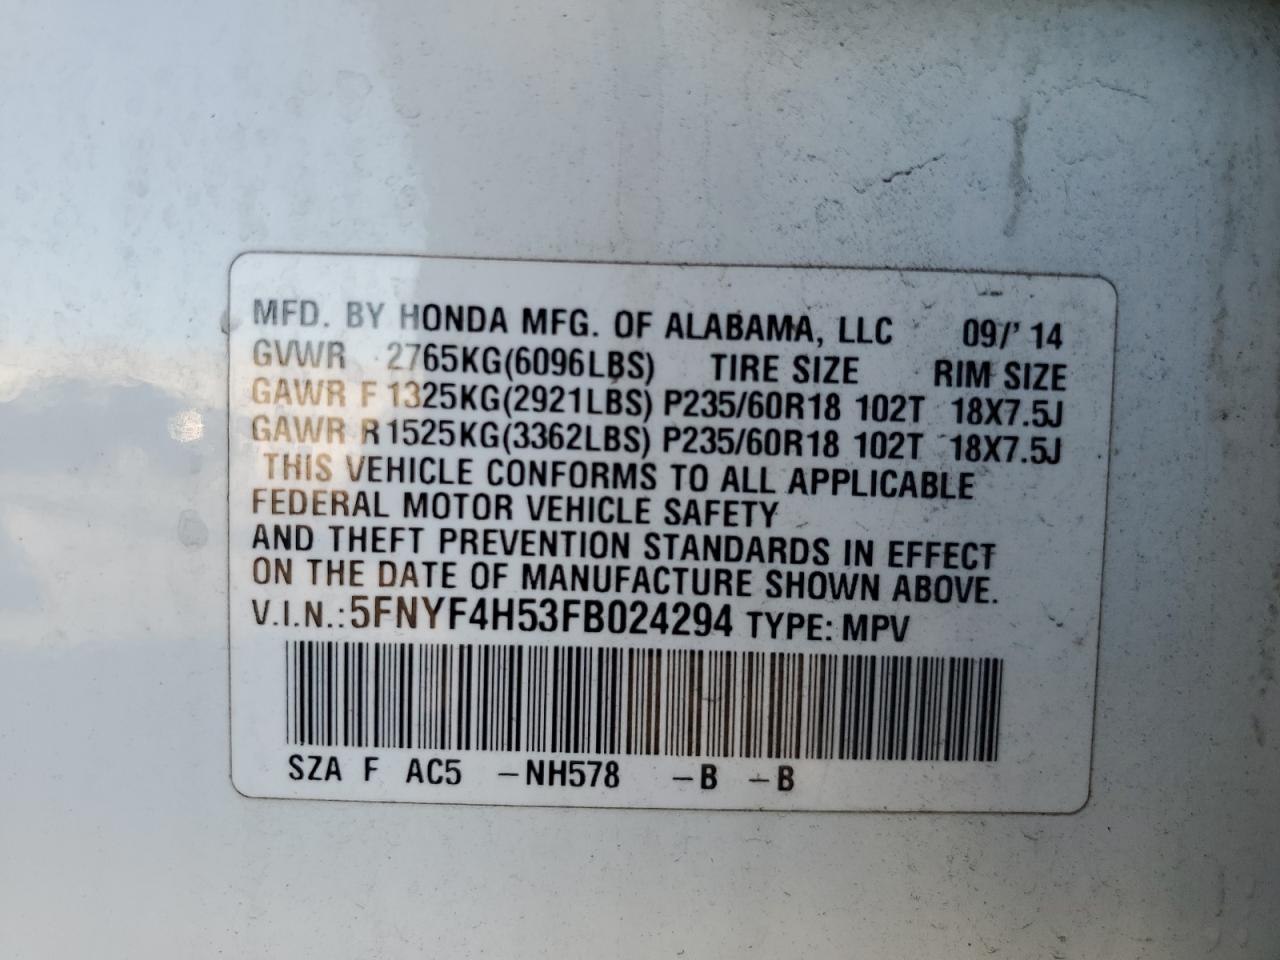 MFD. BY HONDA MFG. OF ALABAMA, LLC 09/' 14
GVWR 2765KG(6096LBS) TIRE SIZE RIM SIZE
GAWR F 1325KG(2921LBS) P235/60R18 102T 18X7.5J
GAWR R 1525KG(3362LBS) P235/60R18 102T 18X7.5J
THIS VEHICLE CONFORMS TO ALL APPLICABLE
FEDERAL MOTOR VEHICLE SAFETY
AND THEFT PREVENTION STANDARDS IN EFFECT
ON THE DATE OF MANUFACTURE SHOWN ABOVE.
V.I.N.: 5FNYF4H53FB024294 TYPE: MPV
SZA F AC5 -NH578 -B -B